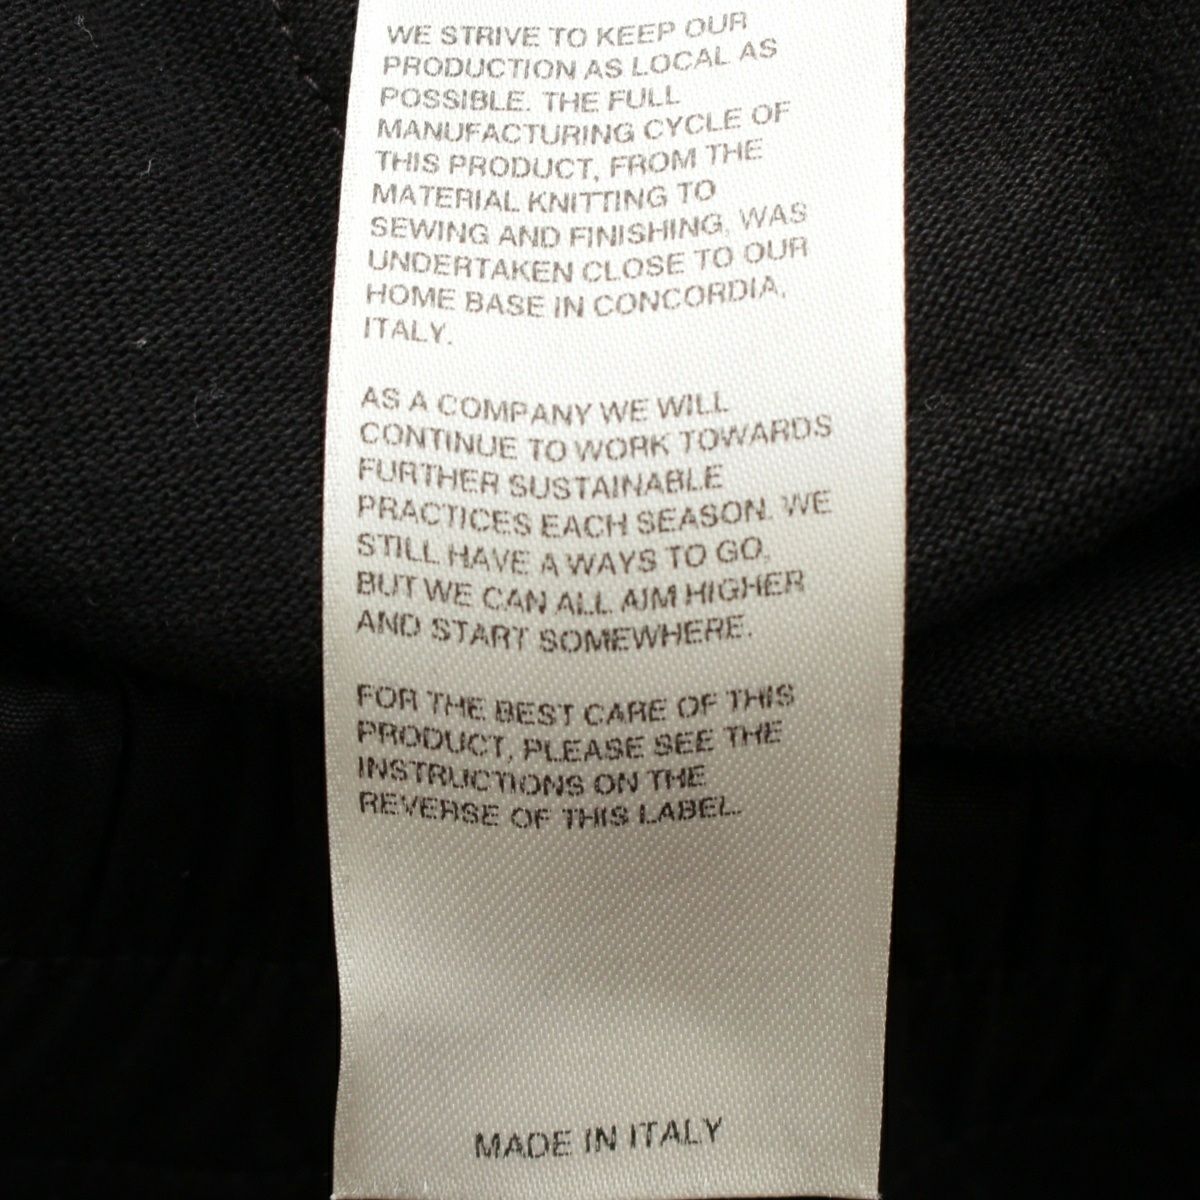 WE STRIVE TO KEEP OUR
PRODUCTION AS LOCAL AS
POSSIBLE. THE FULL
MANUFACTURING CYCLE OF
THIS PRODUCT, FROM THE
MATERIAL KNITTING TO
SEWING AND FINISHING, WAS
UNDERTAKEN CLOSE TO OUR
HOME BASE IN CONCORDIA,
ITALY.
AS A COMPANY WE WILL
CONTINUE TO WORK TOWARDS
FURTHER SUSTAINABLE
PRACTICES EACH SEASON. WE
STILL HAVE A WAYS TO GO,
BUT WE CAN ALL AIM HIGHER
AND START SOMEWHERE.
FOR THE BEST CARE OF THIS
PRODUCT, PLEASE SEE THE
INSTRUCTIONS ON THE
REVERSE OF THIS LABEL.
MADE IN ITALY